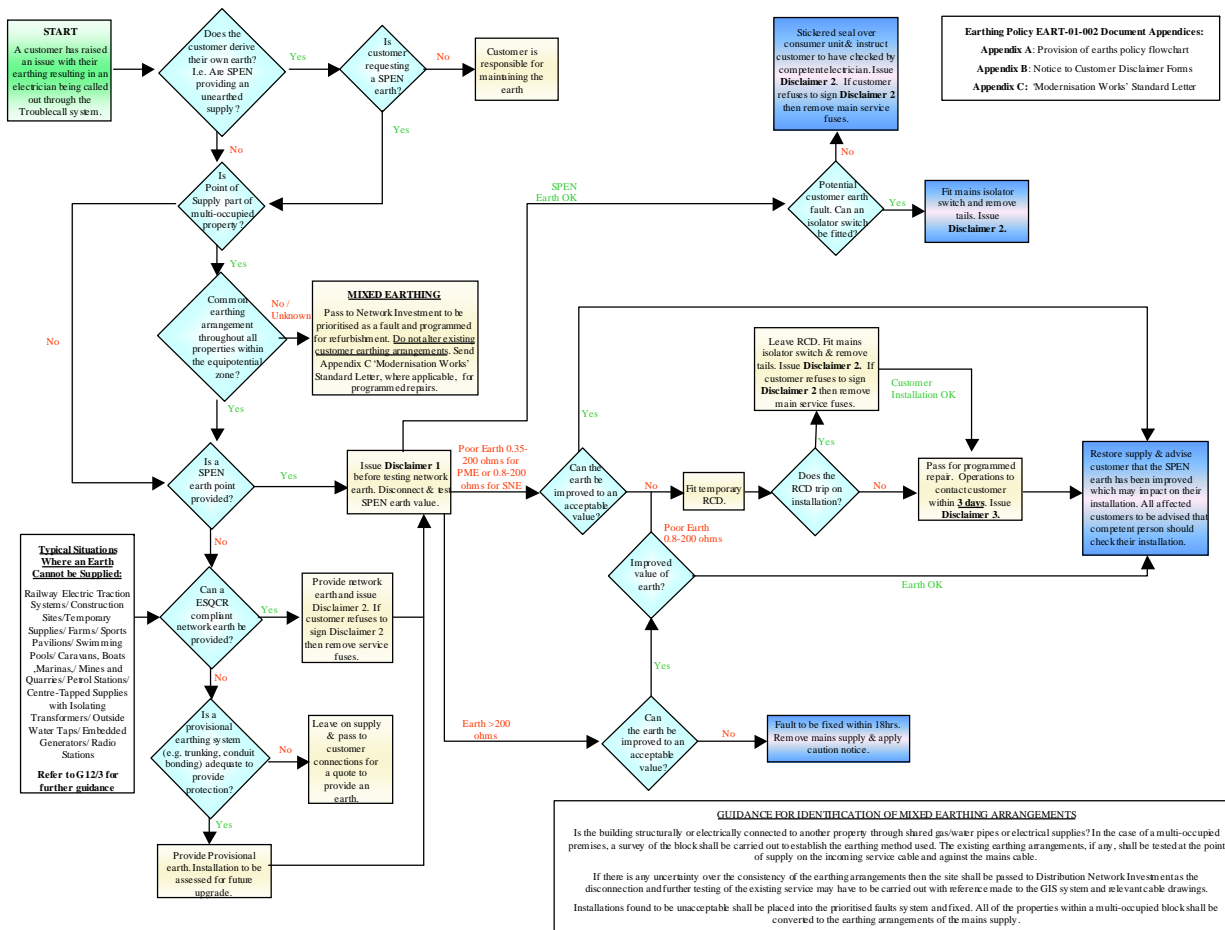 START
A customer has raised
an issue with their
earthing resulting in an
electrician being called
out through the
Troublecall system.
Does the
customer derive
their own earth?
I.e. Are SPEN
providing an
unearthed
supply?
Yes
Is
customer
requesting
a SPEN
earth?
No
Customer is
responsible for
maintaining the
earth
Yes
No
Stickered seal over
consumer unit & instruct
customer to have checked by
competent electrician. Issue
Disclaimer 2. If customer
refuses to sign Disclaimer 2
then remove main service
fuses.
Earthing Policy EART-01-002 Document Appendices:
Appendix A: Provision of earths policy flowchart
Appendix B: Notice to Customer Disclaimer Forms
Appendix C: 'Modernisation Works' Standard Letter
No
Is
Point of
Supply part of
multi-occupied
property?
SPEN
Earth OK
Potential
customer earth
fault. Can an
isolator switch
be fitted?
Yes
Fit mains isolator
switch and remove
tails. Issue
Disclaimer 2.
Yes
No
Common
earthing
arrangement
throughout all
properties within
the equipotential
zone?
No /
Unknown
MIXED EARTHING
Pass to Network Investment to be
prioritised as a fault and programmed
for refurbishment. Do not alter existing
customer earthing arrangements. Send
Appendix C 'Modernisation Works'
Standard Letter, where applicable, for
programmed repairs.
Yes
Leave RCD. Fit mains
isolator switch & remove
tails. Issue Disclaimer 2. If
customer refuses to sign
Disclaimer 2 then remove
main service fuses.
Customer
Installation OK
Yes
Yes
Is a
SPEN
earth point
provided?
Yes
Issue Disclaimer 1
before testing network
earth. Disconnect & test
SPEN earth value.
Poor Earth 0.35-
200 ohms for
PME or 0.8-200
ohms for SNE
Can the
earth be
improved to an
acceptable
value?
No
Fit temporary
RCD.
Does the
RCD trip on
installation?
No
Pass for programmed
repair. Operations to
contact customer
within 3 days. Issue
Disclaimer 3.
Restore supply & advise
customer that the SPEN
earth has been improved
which may impact on their
installation. All affected
customers to be advised that
competent person should
check their installation.
No
Poor Earth
0.8-200 ohms
Typical Situations
Where an Earth
Cannot be Supplied:
Railway Electric Traction
Systems/ Construction
Sites/Temporary
Supplies/ Farms/ Sports
Pavilions/ Swimming
Pools/ Caravans, Boats
,Marinas,/ Mines and
Quarries/ Petrol Stations/
Centre-Tapped Supplies
with Isolating
Transformers/ Outside
Water Taps/ Embedded
Generators/ Radio
Stations
Refer to G12/3 for
further guidance
Can a
ESQCR
compliant
network earth be
provided?
Yes
Provide network
earth and issue
Disclaimer 2. If
customer refuses to
sign Disclaimer 2
then remove service
fuses.
Improved
value of
earth?
Earth OK
Yes
No
Is a
provisional
earthing system
(e.g. trunking, conduit
bonding) adequate to
provide
protection?
No
Leave on supply
& pass to
customer
connections for
a quote to
provide an
earth.
Earth >200
ohms
Can
the earth be
improved to an
acceptable
value?
No
Fault to be fixed within 18hrs.
Remove mains supply & apply
caution notice.
Yes
Provide Provisional
earth. Installation to be
assessed for future
upgrade.
GUIDANCE FOR IDENTIFICATION OF MIXED EARTHING ARRANGEMENTS
Is the building structurally or electrically connected to another property through shared gas/water pipes or electrical supplies? In the case of a multi-occupied
premises, a survey of the block shall be carried out to establish the earthing method used. The existing earthing arrangements, if any, shall be tested at the point
of supply on the incoming service cable and against the mains cable.
If there is any uncertainty over the consistency of the earthing arrangements then the site shall be passed to Distribution Network Investment as the
disconnection and further testing of the existing service may have to be carried out with reference made to the GIS system and relevant cable drawings.
Installations found to be unacceptable shall be placed into the prioritised faults system and fixed. All of the properties within a multi-occupied block shall be
converted to the earthing arrangements of the mains supply.